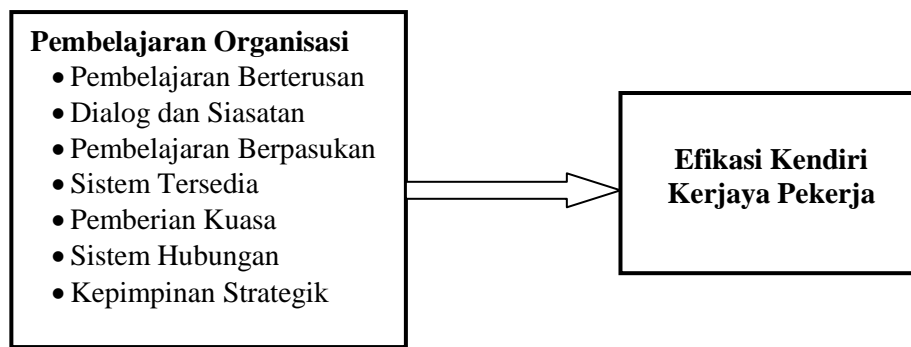 Pembelajaran Organisasi
• Pembelajaran Berterusan
• Dialog dan Siasatan
• Pembelajaran Berpasukan
• Sistem Tersedia
• Pemberian Kuasa
• Sistem Hubungan
• Kepimpinan Strategik
Efikasi Kendiri
Kerjaya Pekerja